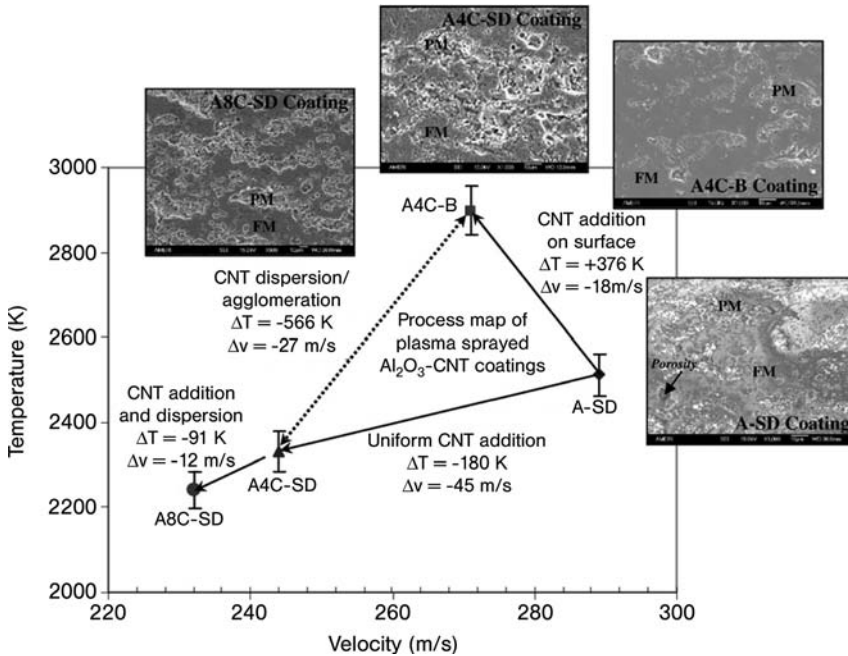 A4C-SD Coating
PM
FM
A8C-SD Coating
PM
FM
PM
FM
A4C-B Coating
3000
2800
2600
2400
2200
2000
Temperature (K)
220
240
260
280
300
Velocity (m/s)
A4C-B
CNT addition
on surface
ΔT = +376 K
Δv = -18m/s
CNT dispersion/
agglomeration
ΔT = -566 K
Δv = -27 m/s
Process map of
plasma sprayed
Al₂O₃-CNT coatings
A-SD
CNT addition
and dispersion
ΔT = -91 K
Δv = -12 m/s
A4C-SD
A8C-SD
Uniform CNT addition
ΔT = -180 K
Δv = -45 m/s
PM
Porosity
FM
A-SD Coating